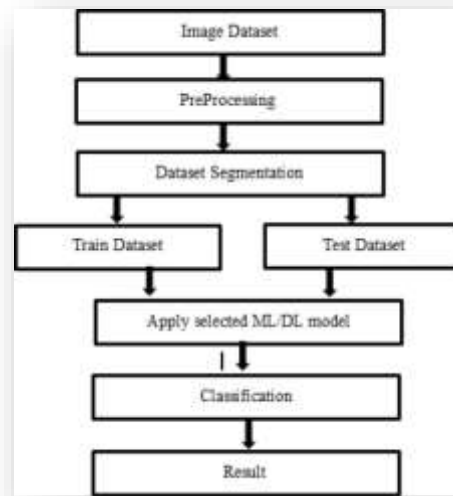 Image Dataset
PreProcessing
Dataset Segmentation
Train Dataset
Test Dataset
Apply selected ML/DL model
Classification
Result